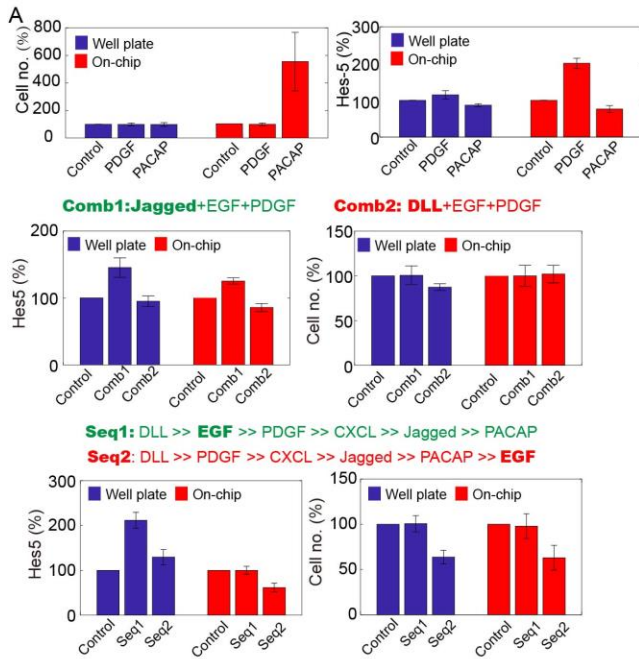 A
Cell no. (%)
800
600
400
200
0
Well plate
On-chip
Control
PDGF
PACAP
Control
PDGF
PACAP
Hes-5 (%)
300
200
100
0
Well plate
On-chip
Control
PDGF
PACAP
Control
PDGF
PACAP
Comb1:Jagged+EGF+PDGF
Comb2: DLL+EGF+PDGF
Hes5 (%)
200
100
0
Well plate
On-chip
Control
Comb1
Comb2
Control
Comb1
Comb2
Cell no. (%)
150
100
50
0
Well plate
On-chip
Control
Comb1
Comb2
Control
Comb1
Comb2
Seq1: DLL >> EGF >> PDGF >> CXCL >> Jagged >> PACAP
Seq2: DLL >> PDGF >> CXCL >> Jagged >> PACAP >> EGF
Hes5 (%)
300
200
100
0
Well plate
On-chip
Control
Seq1
Seq2
Control
Seq1
Seq2
Cell no. (%)
150
100
50
0
Well plate
On-chip
Control
Seq1
Seq2
Control
Seq1
Seq2